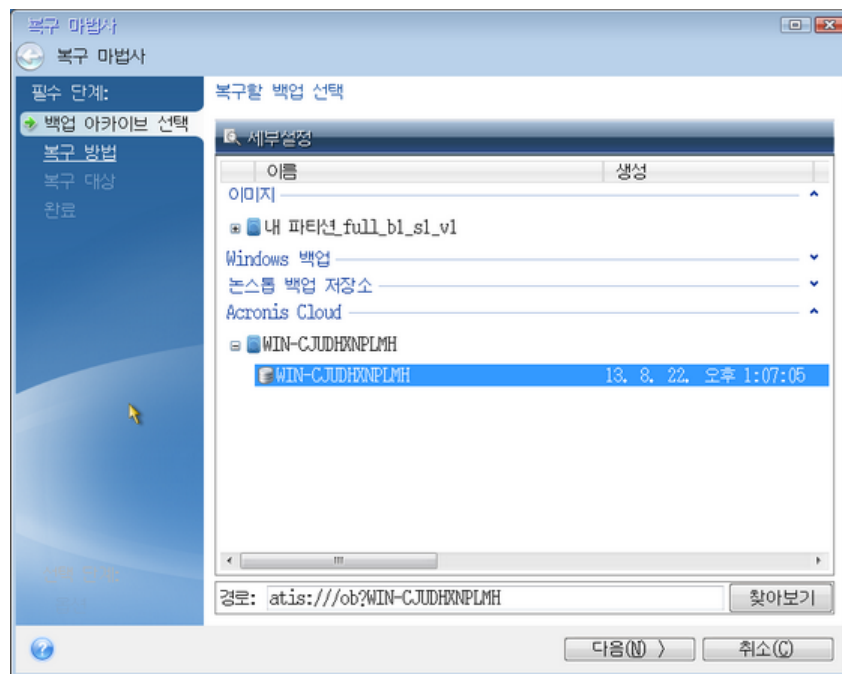 복구 마법사
복구 마법사
필수 단계:
백업 아카이브 선택
복구 방법
복구 대상
완료
복구할 백업 선택
세부설정
이름 생성
이미지
내 파티션_full_b1_s1_v1
Windows 백업
논스톱 백업 저장소
Acronis Cloud
WIN-CJUDHXNPLMH
WIN-CJUDHXNPLMH 13. 8. 22. 오후 1:07:05
경로: atis:///ob?WIN-CJUDHXNPLMH 찾아보기
다음(N) > 취소(C)